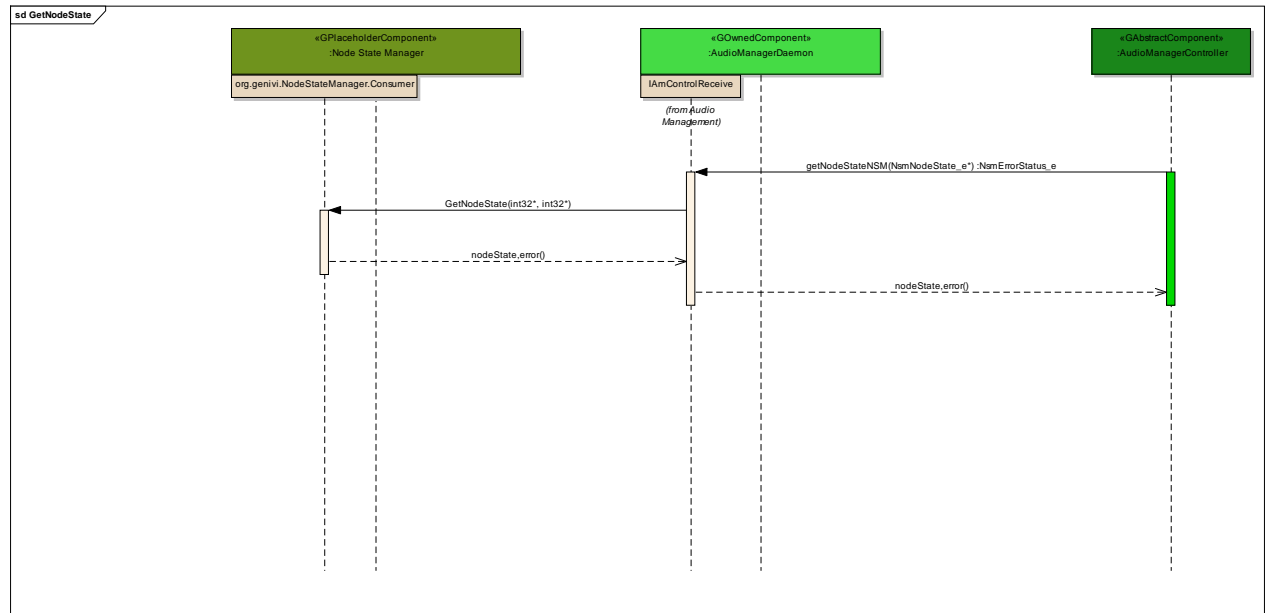 sd GetNodeState
«GPlaceholderComponent»
:Node State Manager
org.genivi.NodeStateManager.Consumer
«GOwnedComponent»
:AudioManagerDaemon
IAmControlReceive
(from Audio
Management)
«GAbstractComponent»
:AudioManagerController
getNodeStateNSM(NsmNodeState_e*) :NsmErrorStatus_e
GetNodeState(int32*, int32*)
nodeState,error()
nodeState,error()